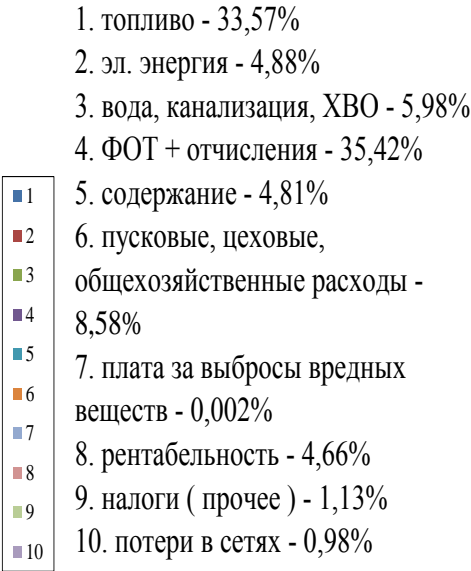 1. топливо - 33,57%
2. эл. энергия - 4,88%
3. вода, канализация, ХВО - 5,98%
4. ФОТ + отчисления - 35,42%
5. содержание - 4,81%
6. пусковые, цеховые,
общехозяйственные расходы -
8,58%
7. плата за выбросы вредных
веществ - 0,002%
8. рентабельность - 4,66%
9. налоги ( прочее ) - 1,13%
10. потери в сетях - 0,98%
1
2
3
4
5
6
7
8
9
10